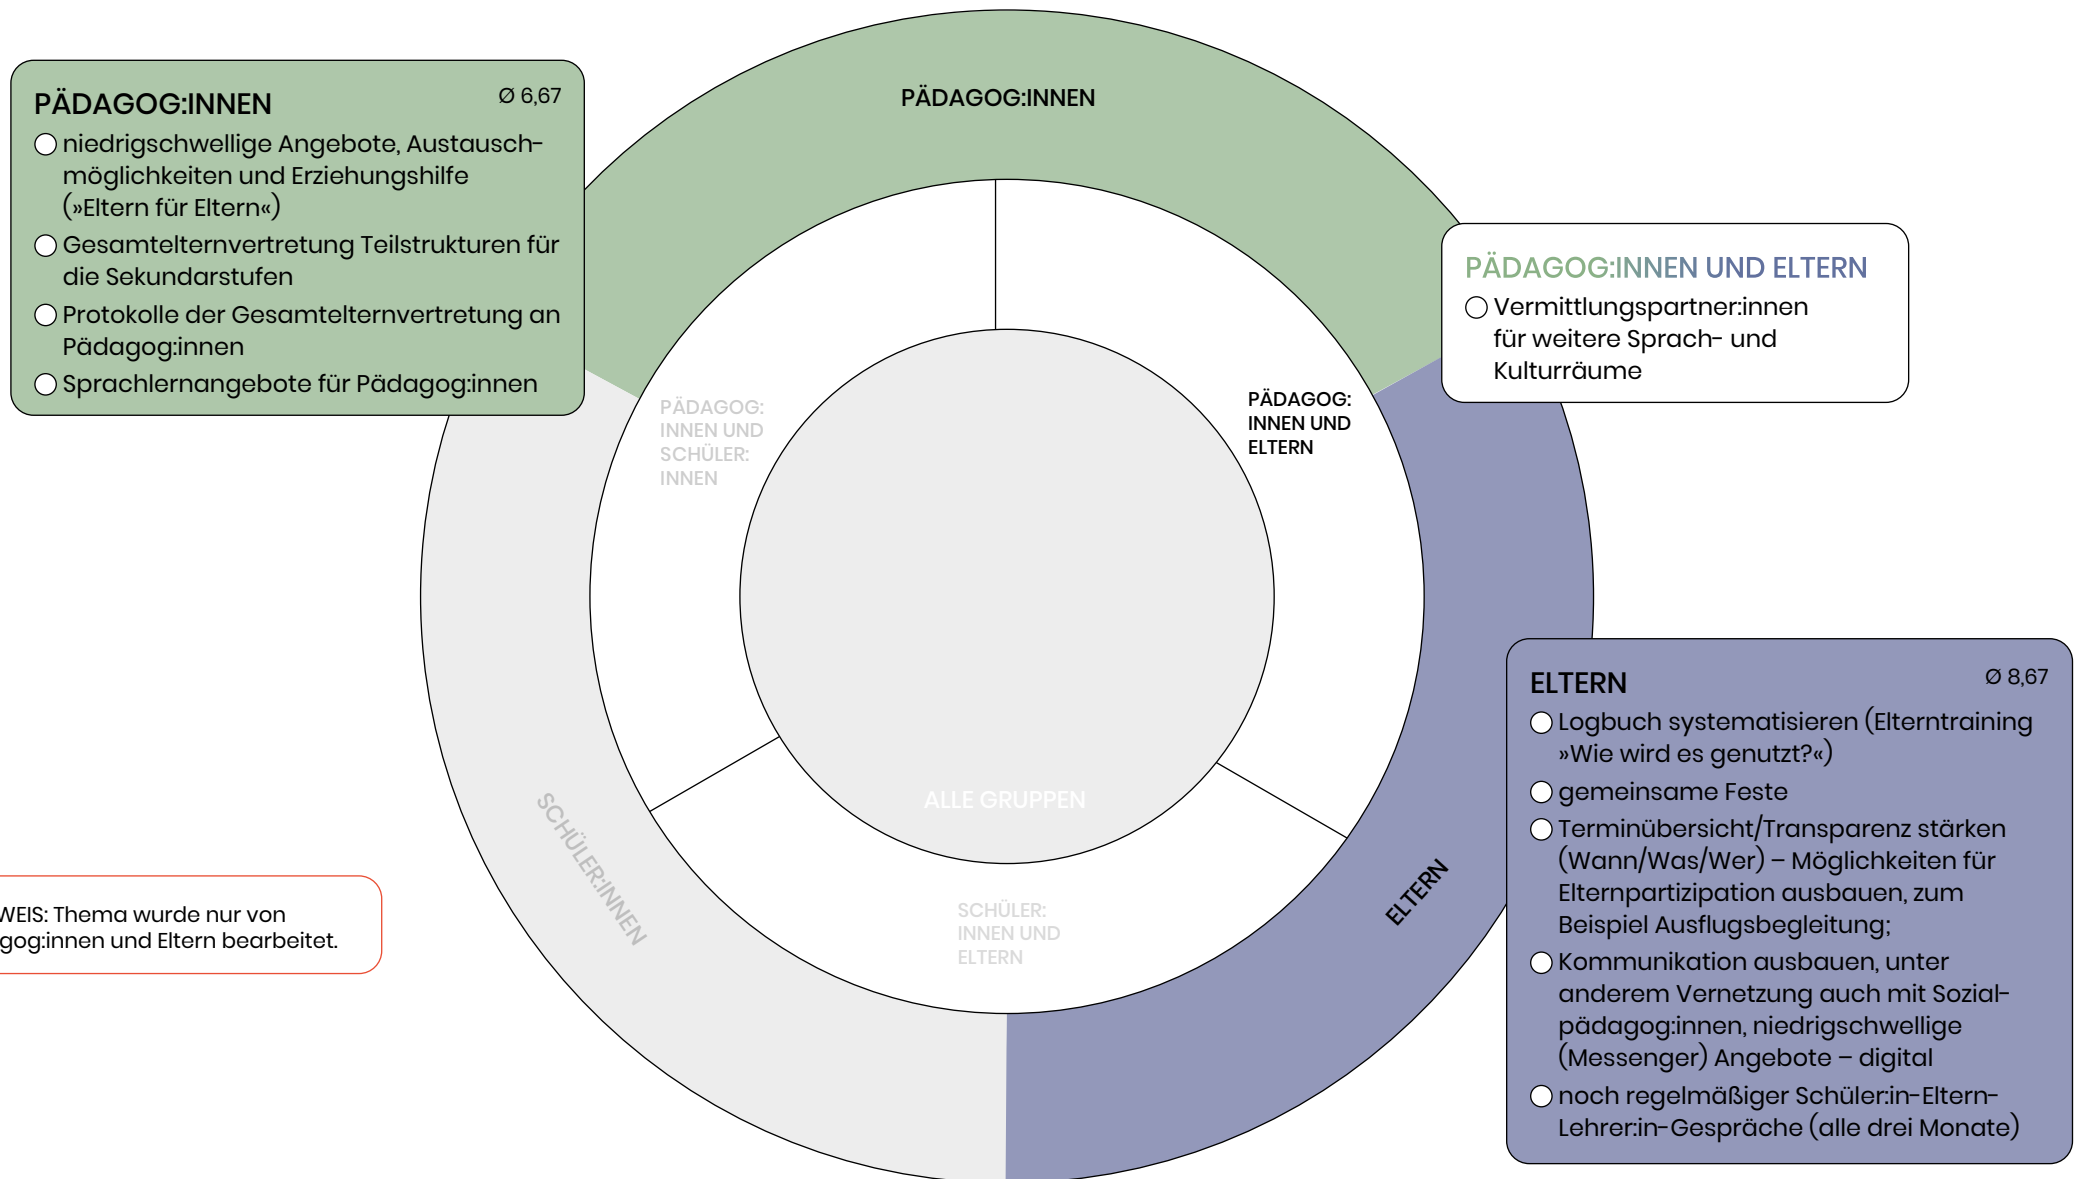 PÄDAGOG:INNEN
Ø 6,67
niedrigschwellige Angebote, Austausch-
möglichkeiten und Erziehungshilfe
(»Eltern für Eltern«)
Gesamtelternvertretung Teilstrukturen für
die Sekundarstufen
Protokolle der Gesamtelternvertretung an
Pädagog:innen
Sprachlernangebote für Pädagog:innen
PÄDAGOG:INNEN
PÄDAGOG:INNEN UND ELTERN
Vermittlungspartner:innen
für weitere Sprach- und
Kulturräume
PÄDAGOG:
INNEN UND
SCHÜLER:
INNEN
PÄDAGOG:
INNEN UND
ELTERN
ALLE GRUPPEN
SCHÜLER:INNEN
SCHÜLER:
INNEN UND
ELTERN
ELTERN
ELTERN
Ø 8,67
Logbuch systematisieren (Elterntraining
»Wie wird es genutzt?«)
gemeinsame Feste
Terminübersicht/Transparenz stärken
(Wann/Was/Wer) – Möglichkeiten für
Elternpartizipation ausbauen, zum
Beispiel Ausflugsbegleitung;
Kommunikation ausbauen, unter
anderem Vernetzung auch mit Sozial-
pädagog:innen, niedrigschwellige
(Messenger) Angebote – digital
noch regelmäßiger Schüler:in-Eltern-
Lehrer:in-Gespräche (alle drei Monate)
WEIS: Thema wurde nur von
gog:innen und Eltern bearbeitet.